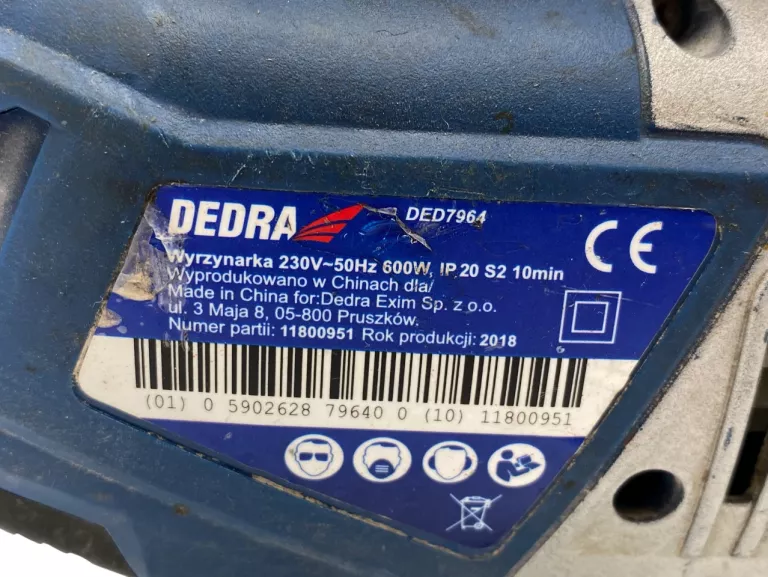 DEDRA
DED7964
CE
Wyrzynarka 230V~50Hz 600W, IP 20 S2 10min
Wyprodukowano w Chinach dla/
Made in China for:Dedra Exim Sp. z o.o.
ul. 3 Maja 8, 05-800 Pruszków.
Numer partii: 11800951 Rok produkcji: 2018
(01) 0 5902628 79640 0 (10) 11800951